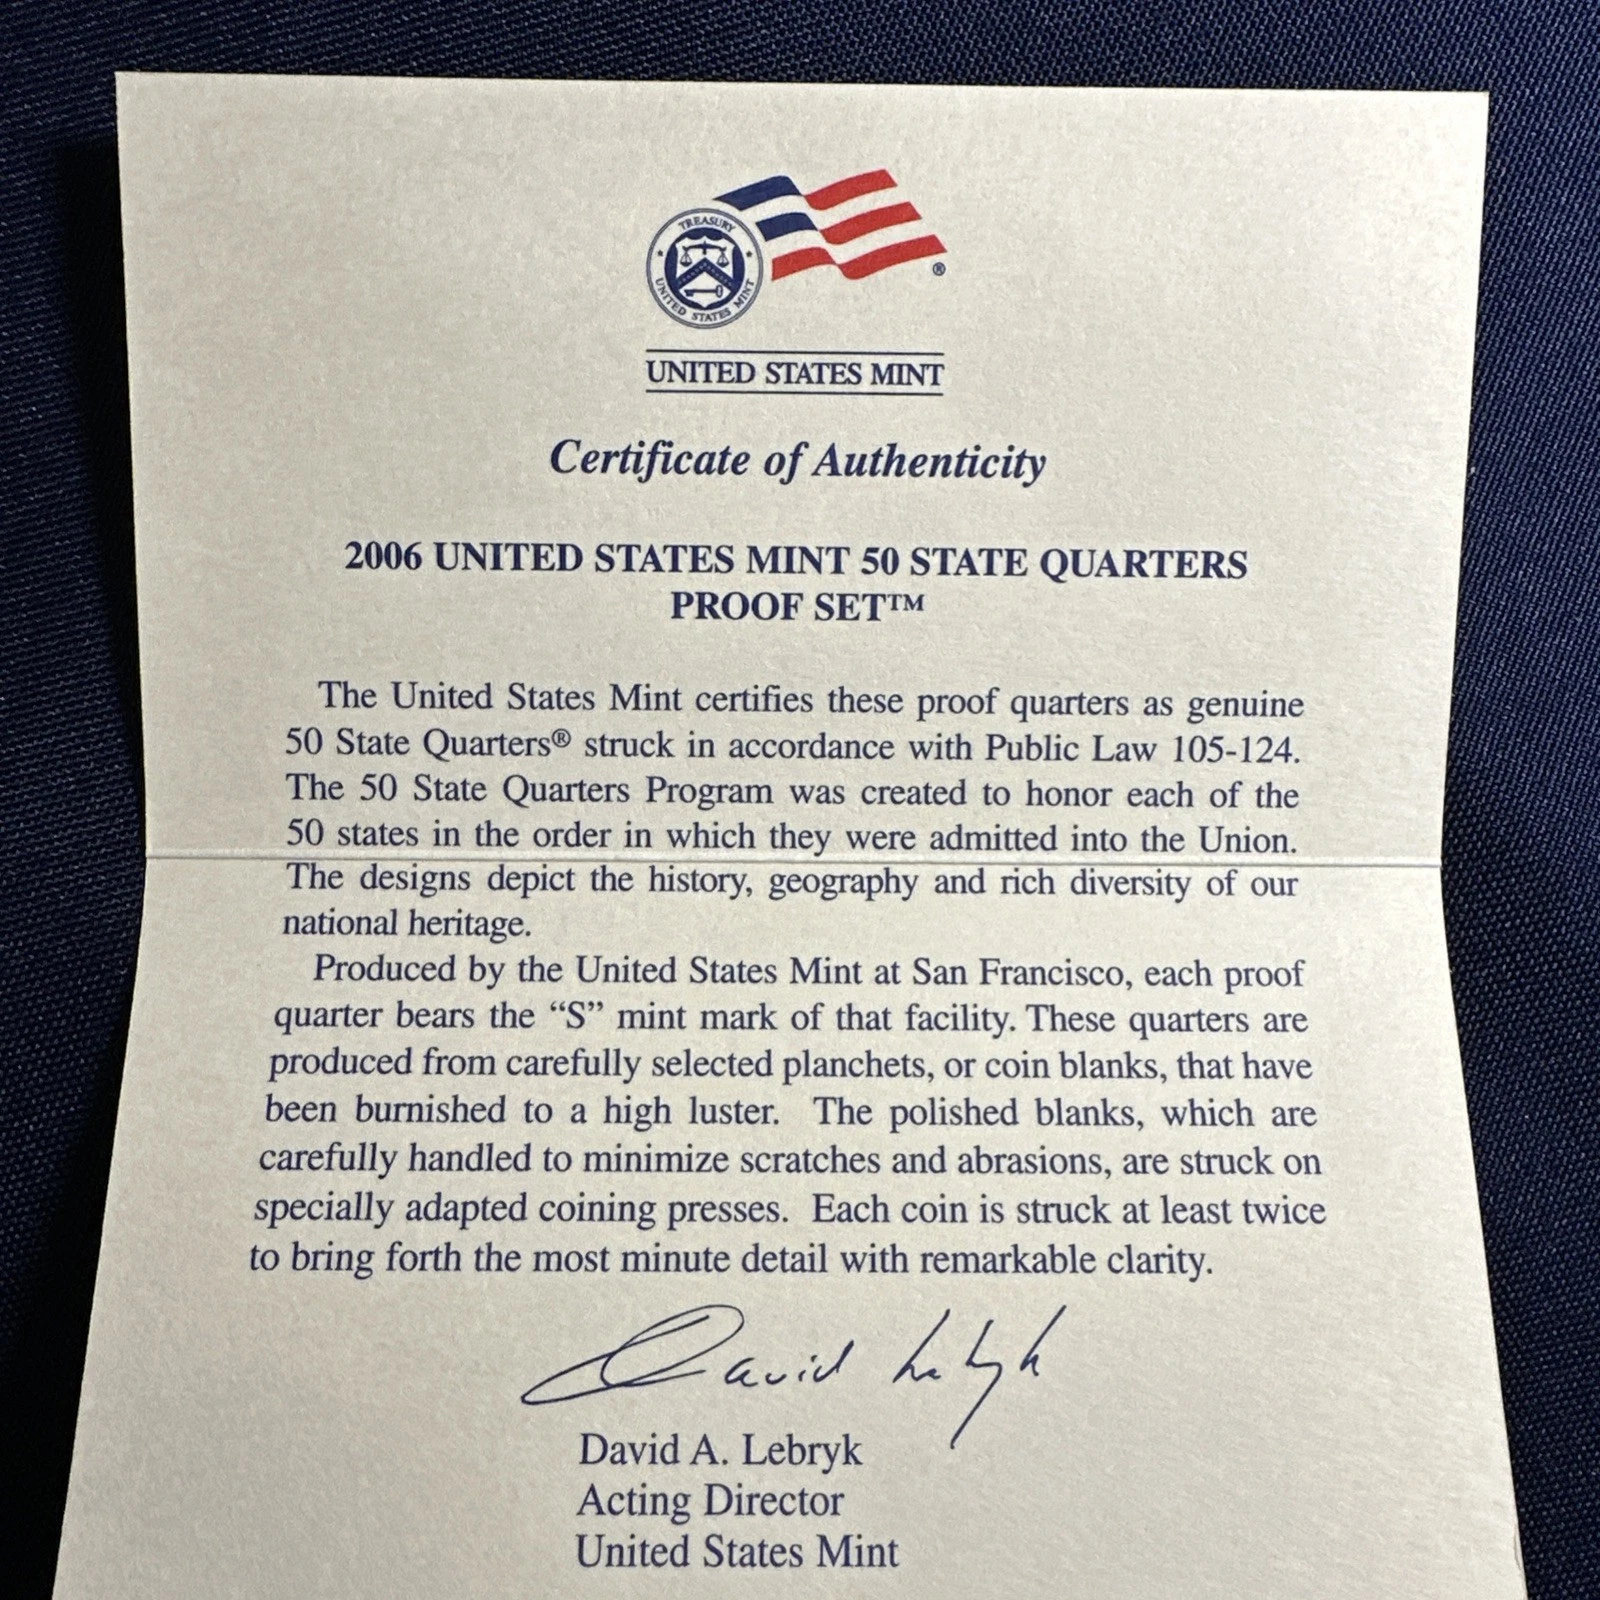 TREASURY
UNITED STATES MINT
®
UNITED STATES MINT
Certificate of Authenticity
2006 UNITED STATES MINT 50 STATE QUARTERS
PROOF SET™
The United States Mint certifies these proof quarters as genuine
50 State Quarters® struck in accordance with Public Law 105-124.
The 50 State Quarters Program was created to honor each of the
50 states in the order in which they were admitted into the Union.
The designs depict the history, geography and rich diversity of our
national heritage.
Produced by the United States Mint at San Francisco, each proof
quarter bears the “S” mint mark of that facility. These quarters are
produced from carefully selected planchets, or coin blanks, that have
been burnished to a high luster. The polished blanks, which are
carefully handled to minimize scratches and abrasions, are struck on
specially adapted coining presses. Each coin is struck at least twice
to bring forth the most minute detail with remarkable clarity.
David Lebryk
David A. Lebryk
Acting Director
United States Mint